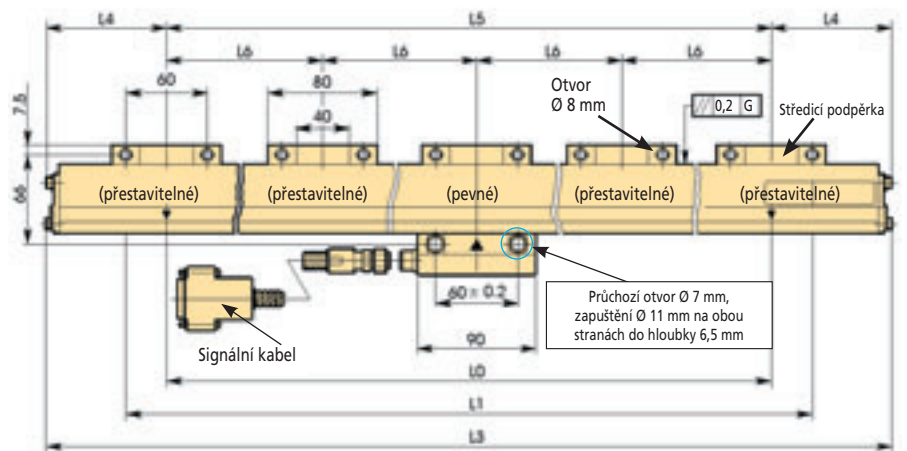 L4
L5
L4
L6
L6
L6
L6
60
80
40
7.5
66
Otvor
Ø 8 mm
// 0,2 G
Středicí podpěrka
(přestavitelné)
(přestavitelné)
(pevné)
(přestavitelné)
(přestavitelné)
60 ± 0.2
90
Průchozí otvor Ø 7 mm,
zapuštění Ø 11 mm na obou
stranách do hloubky 6,5 mm
Signální kabel
L0
L1
L3